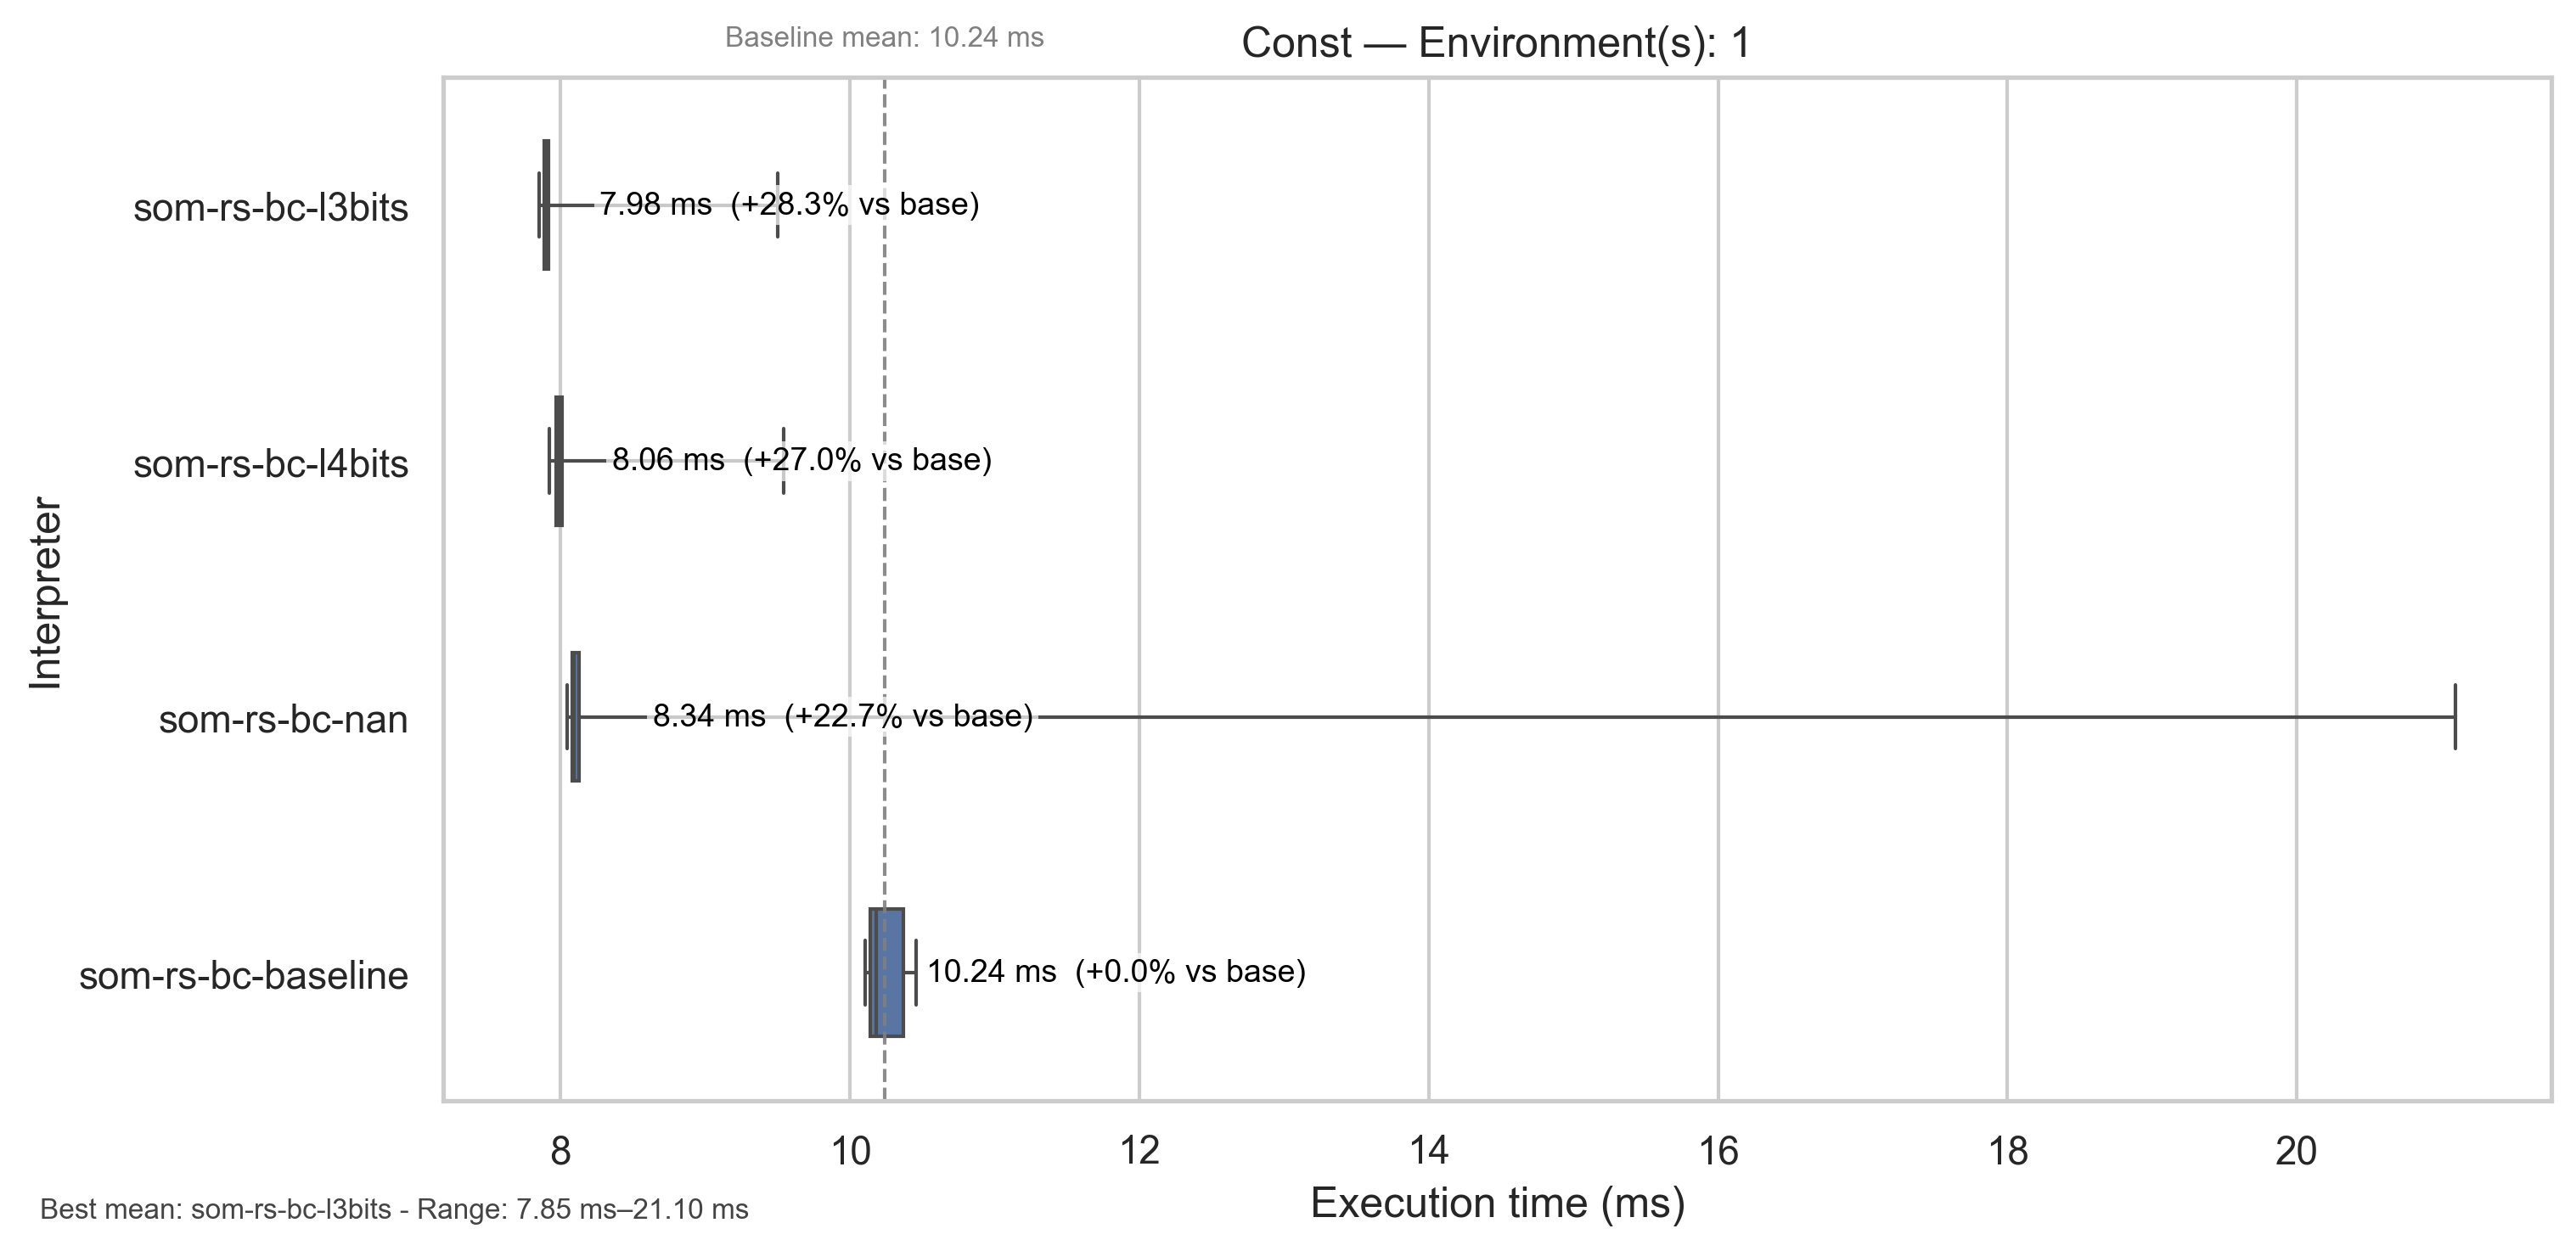 Baseline mean: 10.24 ms
Const — Environment(s): 1
som-rs-bc-l3bits
7.98 ms (+28.3% vs base)
som-rs-bc-l4bits
8.06 ms (+27.0% vs base)
Interpreter
som-rs-bc-nan
8.34 ms (+22.7% vs base)
som-rs-bc-baseline
10.24 ms (+0.0% vs base)
8 10 12 14 16 18 20
Execution time (ms)
Best mean: som-rs-bc-l3bits - Range: 7.85 ms–21.10 ms